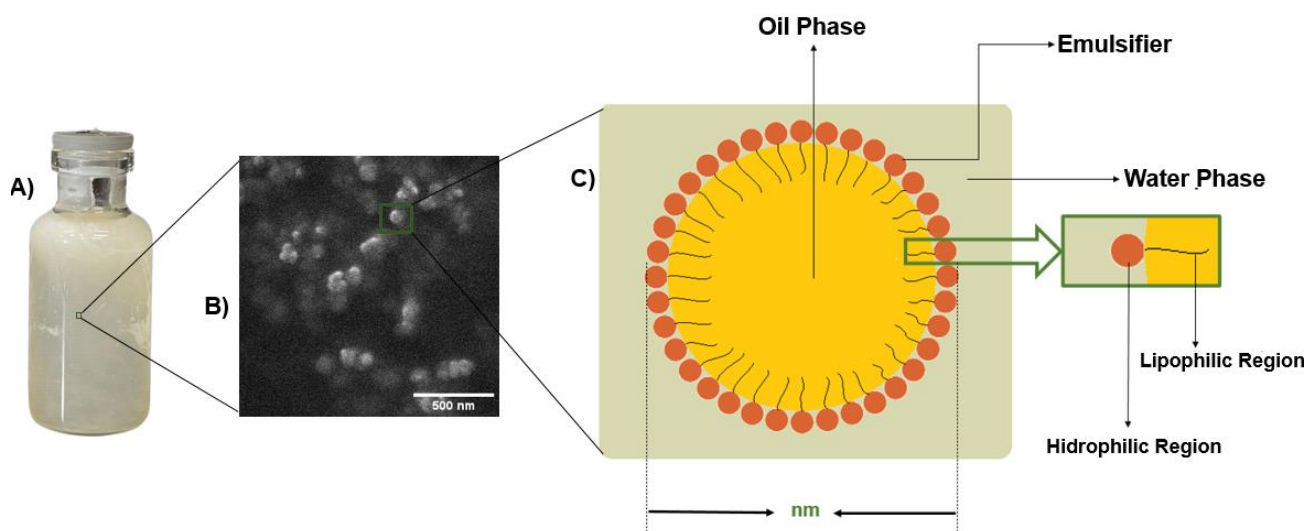 Oil Phase
Emulsifier
A)
C)
Water Phase
B)
500 nm
Lipophilic Region
Hidrophilic Region
nm